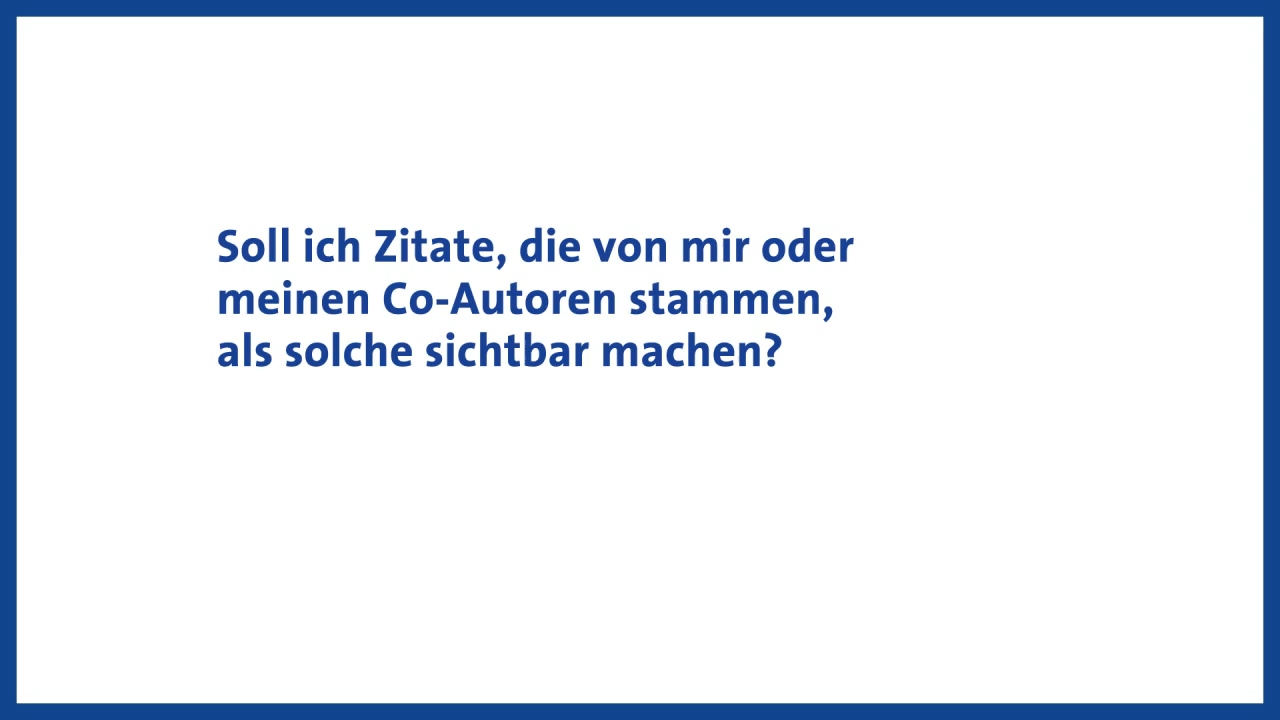 Soll ich Zitate, die von mir oder
meinen Co-Autoren stammen,
als solche sichtbar machen?